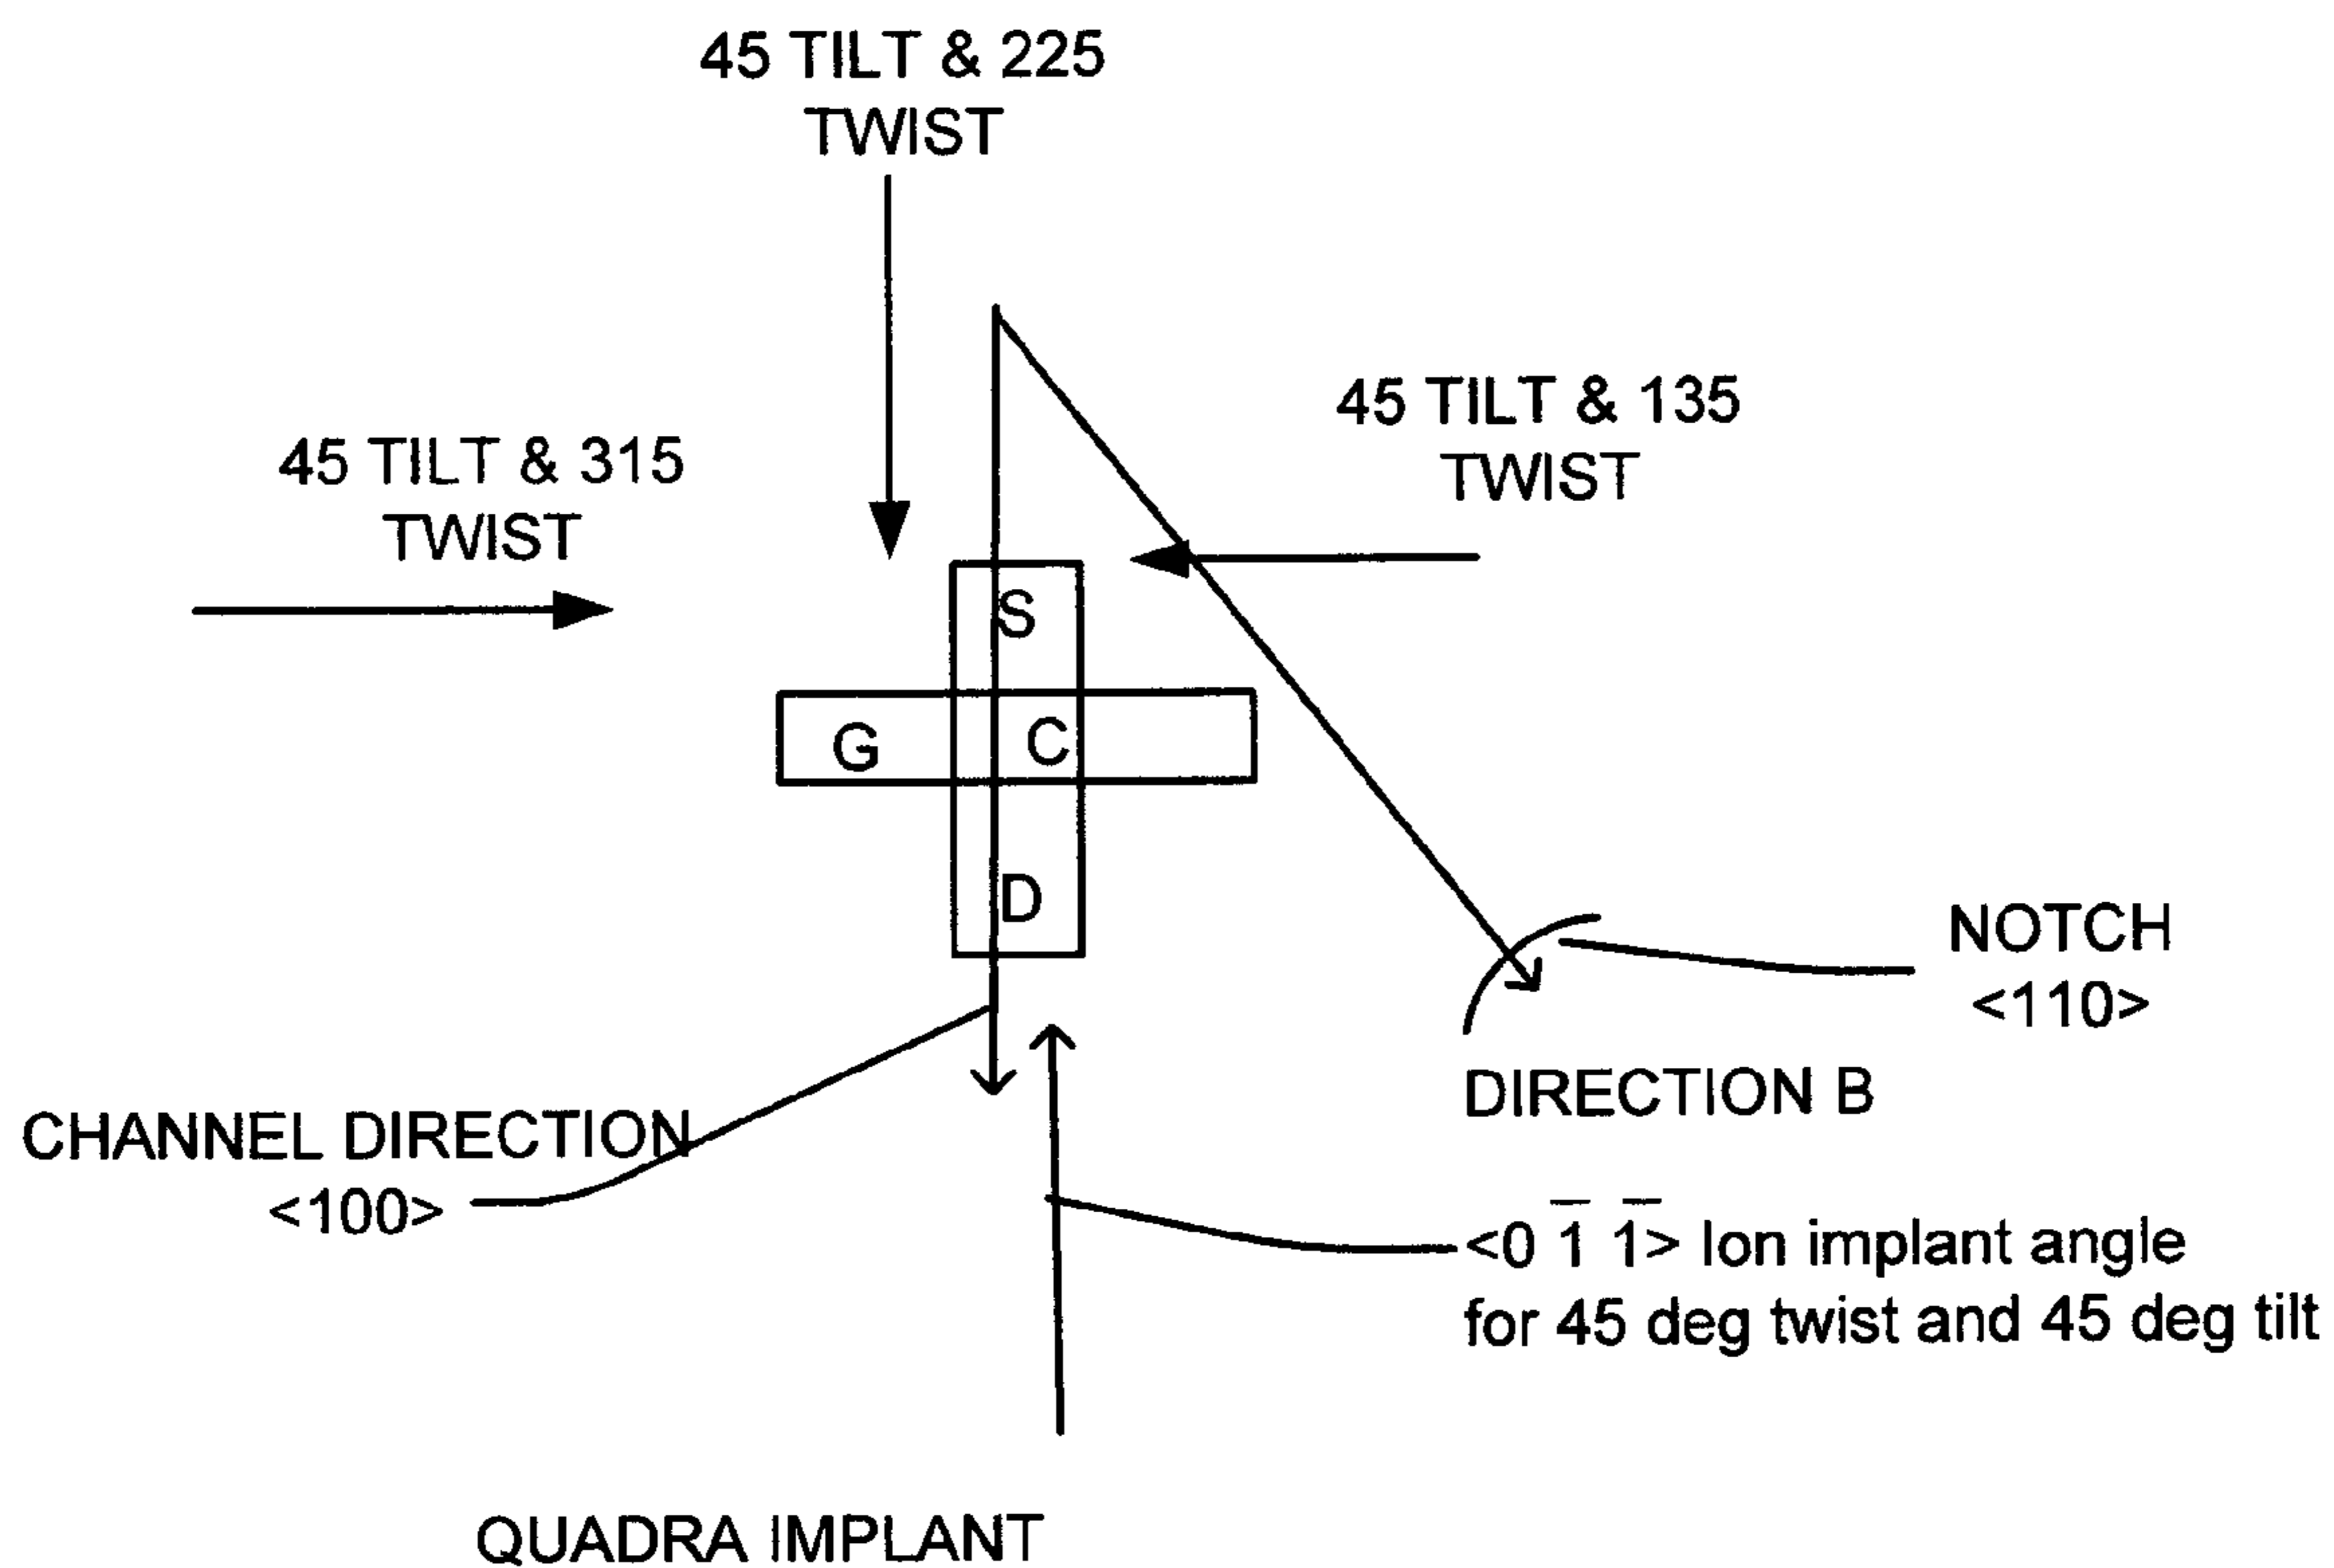 45 TILT & 225
TWIST
45 TILT & 135
TWIST
45 TILT & 315
TWIST
S
G
C
D
NOTCH
<110>
DIRECTION B
CHANNEL DIRECTION
<100>
<0 1̅ 1̅> Ion implant angle
for 45 deg twist and 45 deg tilt
QUADRA IMPLANT